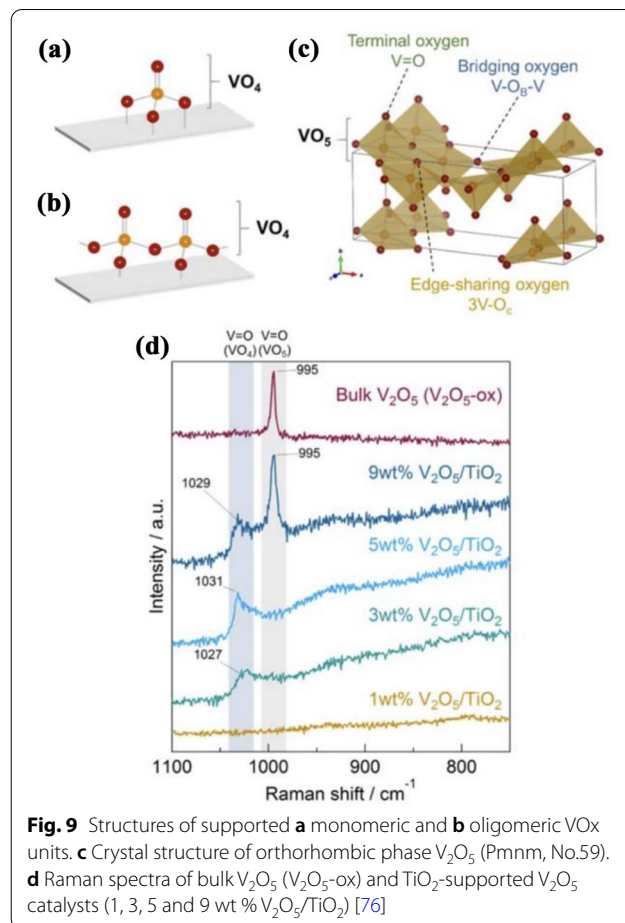 (a)
VO₄
(b)
VO₄
(c)
Terminal oxygen
V=O
Bridging oxygen
V-O_B-V
VO₅
b
a
Edge-sharing oxygen
3V-O_c
(d)
V=O
(VO₄)
V=O
(VO₅)
995
Bulk V₂O₅ (V₂O₅-ox)
995
1029
9wt% V₂O₅/TiO₂
1031
5wt% V₂O₅/TiO₂
1027
3wt% V₂O₅/TiO₂
1wt% V₂O₅/TiO₂
Intensity / a.u.
1100
1000
900
800
Raman shift / cm⁻¹
Fig. 9 Structures of supported a monomeric and b oligomeric VOx
units. c Crystal structure of orthorhombic phase V₂O₅ (Pmnm, No.59).
d Raman spectra of bulk V₂O₅ (V₂O₅-ox) and TiO₂-supported V₂O₅
catalysts (1, 3, 5 and 9 wt % V₂O₅/TiO₂) [76]